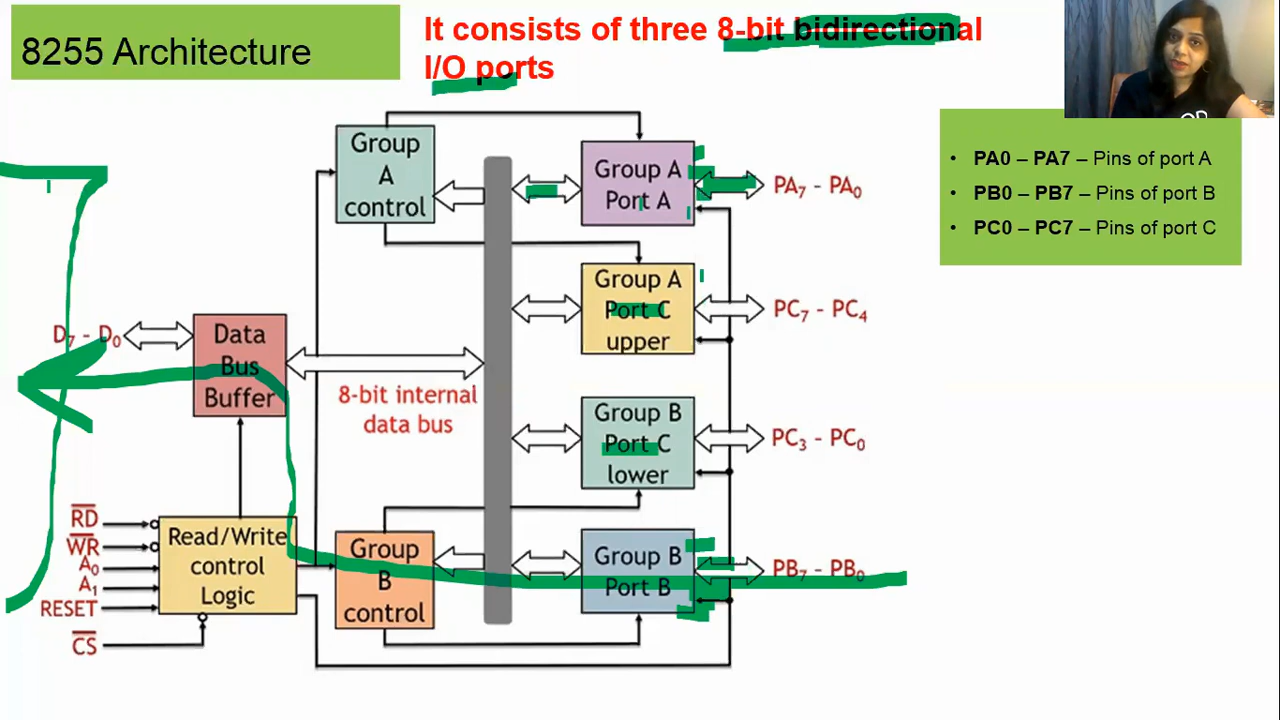 8255 Architecture
It consists of three 8-bit bidirectional
I/O ports
PA0 – PA7 – Pins of port A
PB0 – PB7 – Pins of port B
PC0 – PC7 – Pins of port C
Group
A
control
Group A
Port A
PA7 - PA0
Group A
Port C
upper
PC7 - PC4
D7 - D0
Data
Bus
Buffer
8-bit internal
data bus
Group B
Port C
lower
PC3 - PC0
RD
WR
A0
A1
RESET
CS
Read/Write
control
Logic
Group
B
control
Group B
Port B
PB7 - PB0